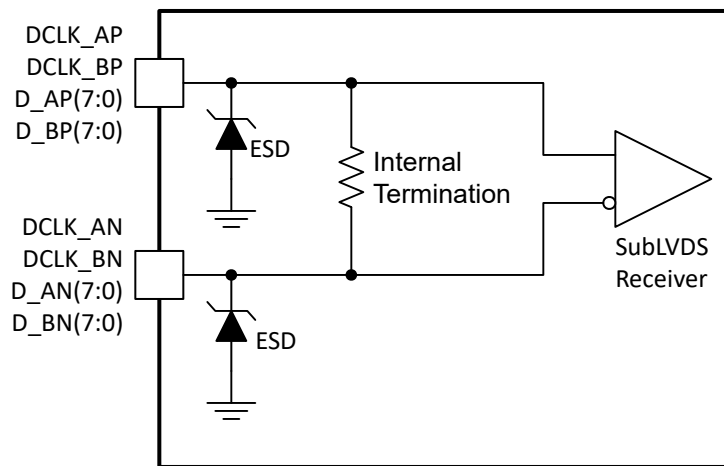 DCLK_AP
DCLK_BP
D_AP(7:0)
D_BP(7:0)
ESD
Internal
Termination
DCLK_AN
DCLK_BN
D_AN(7:0)
D_BN(7:0)
ESD
SubLVDS
Receiver